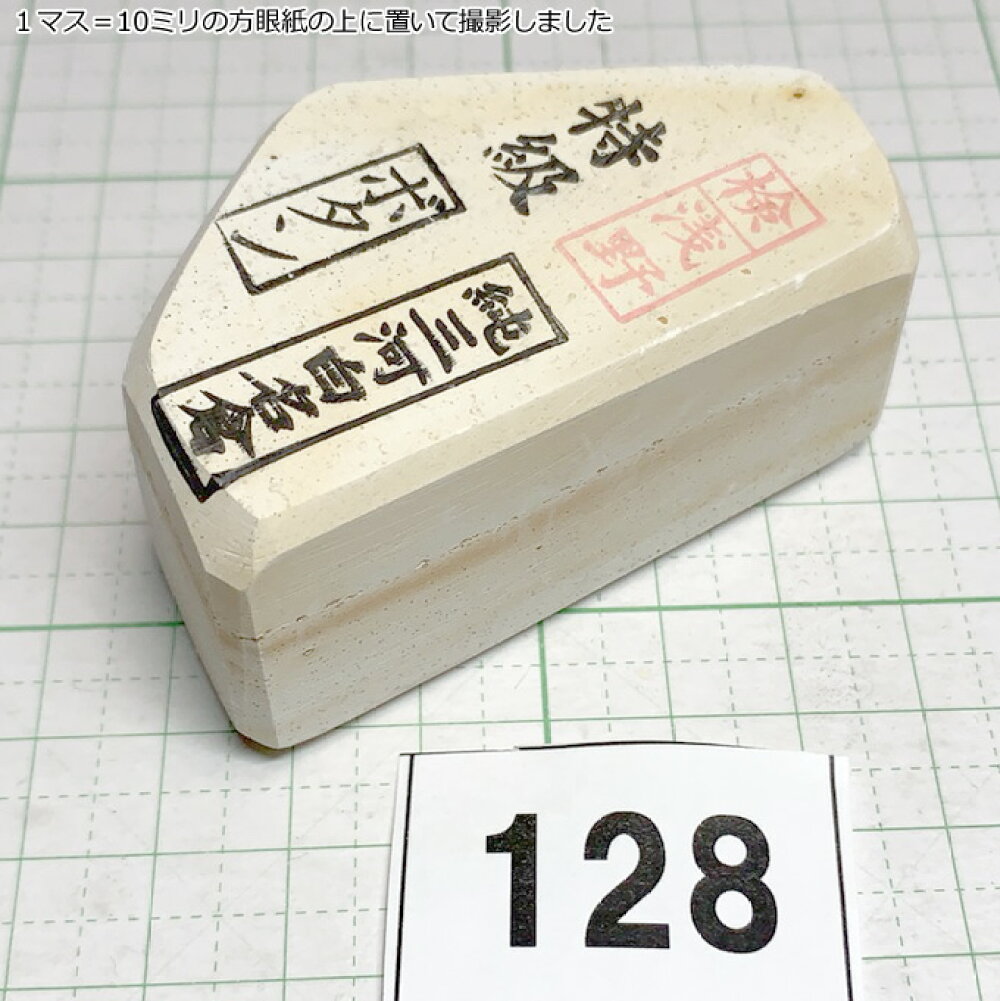 １マス＝10ミリの方眼紙の上に置いて撮影しました
特級
ボタン
純三河白名倉
検
浅
野
128